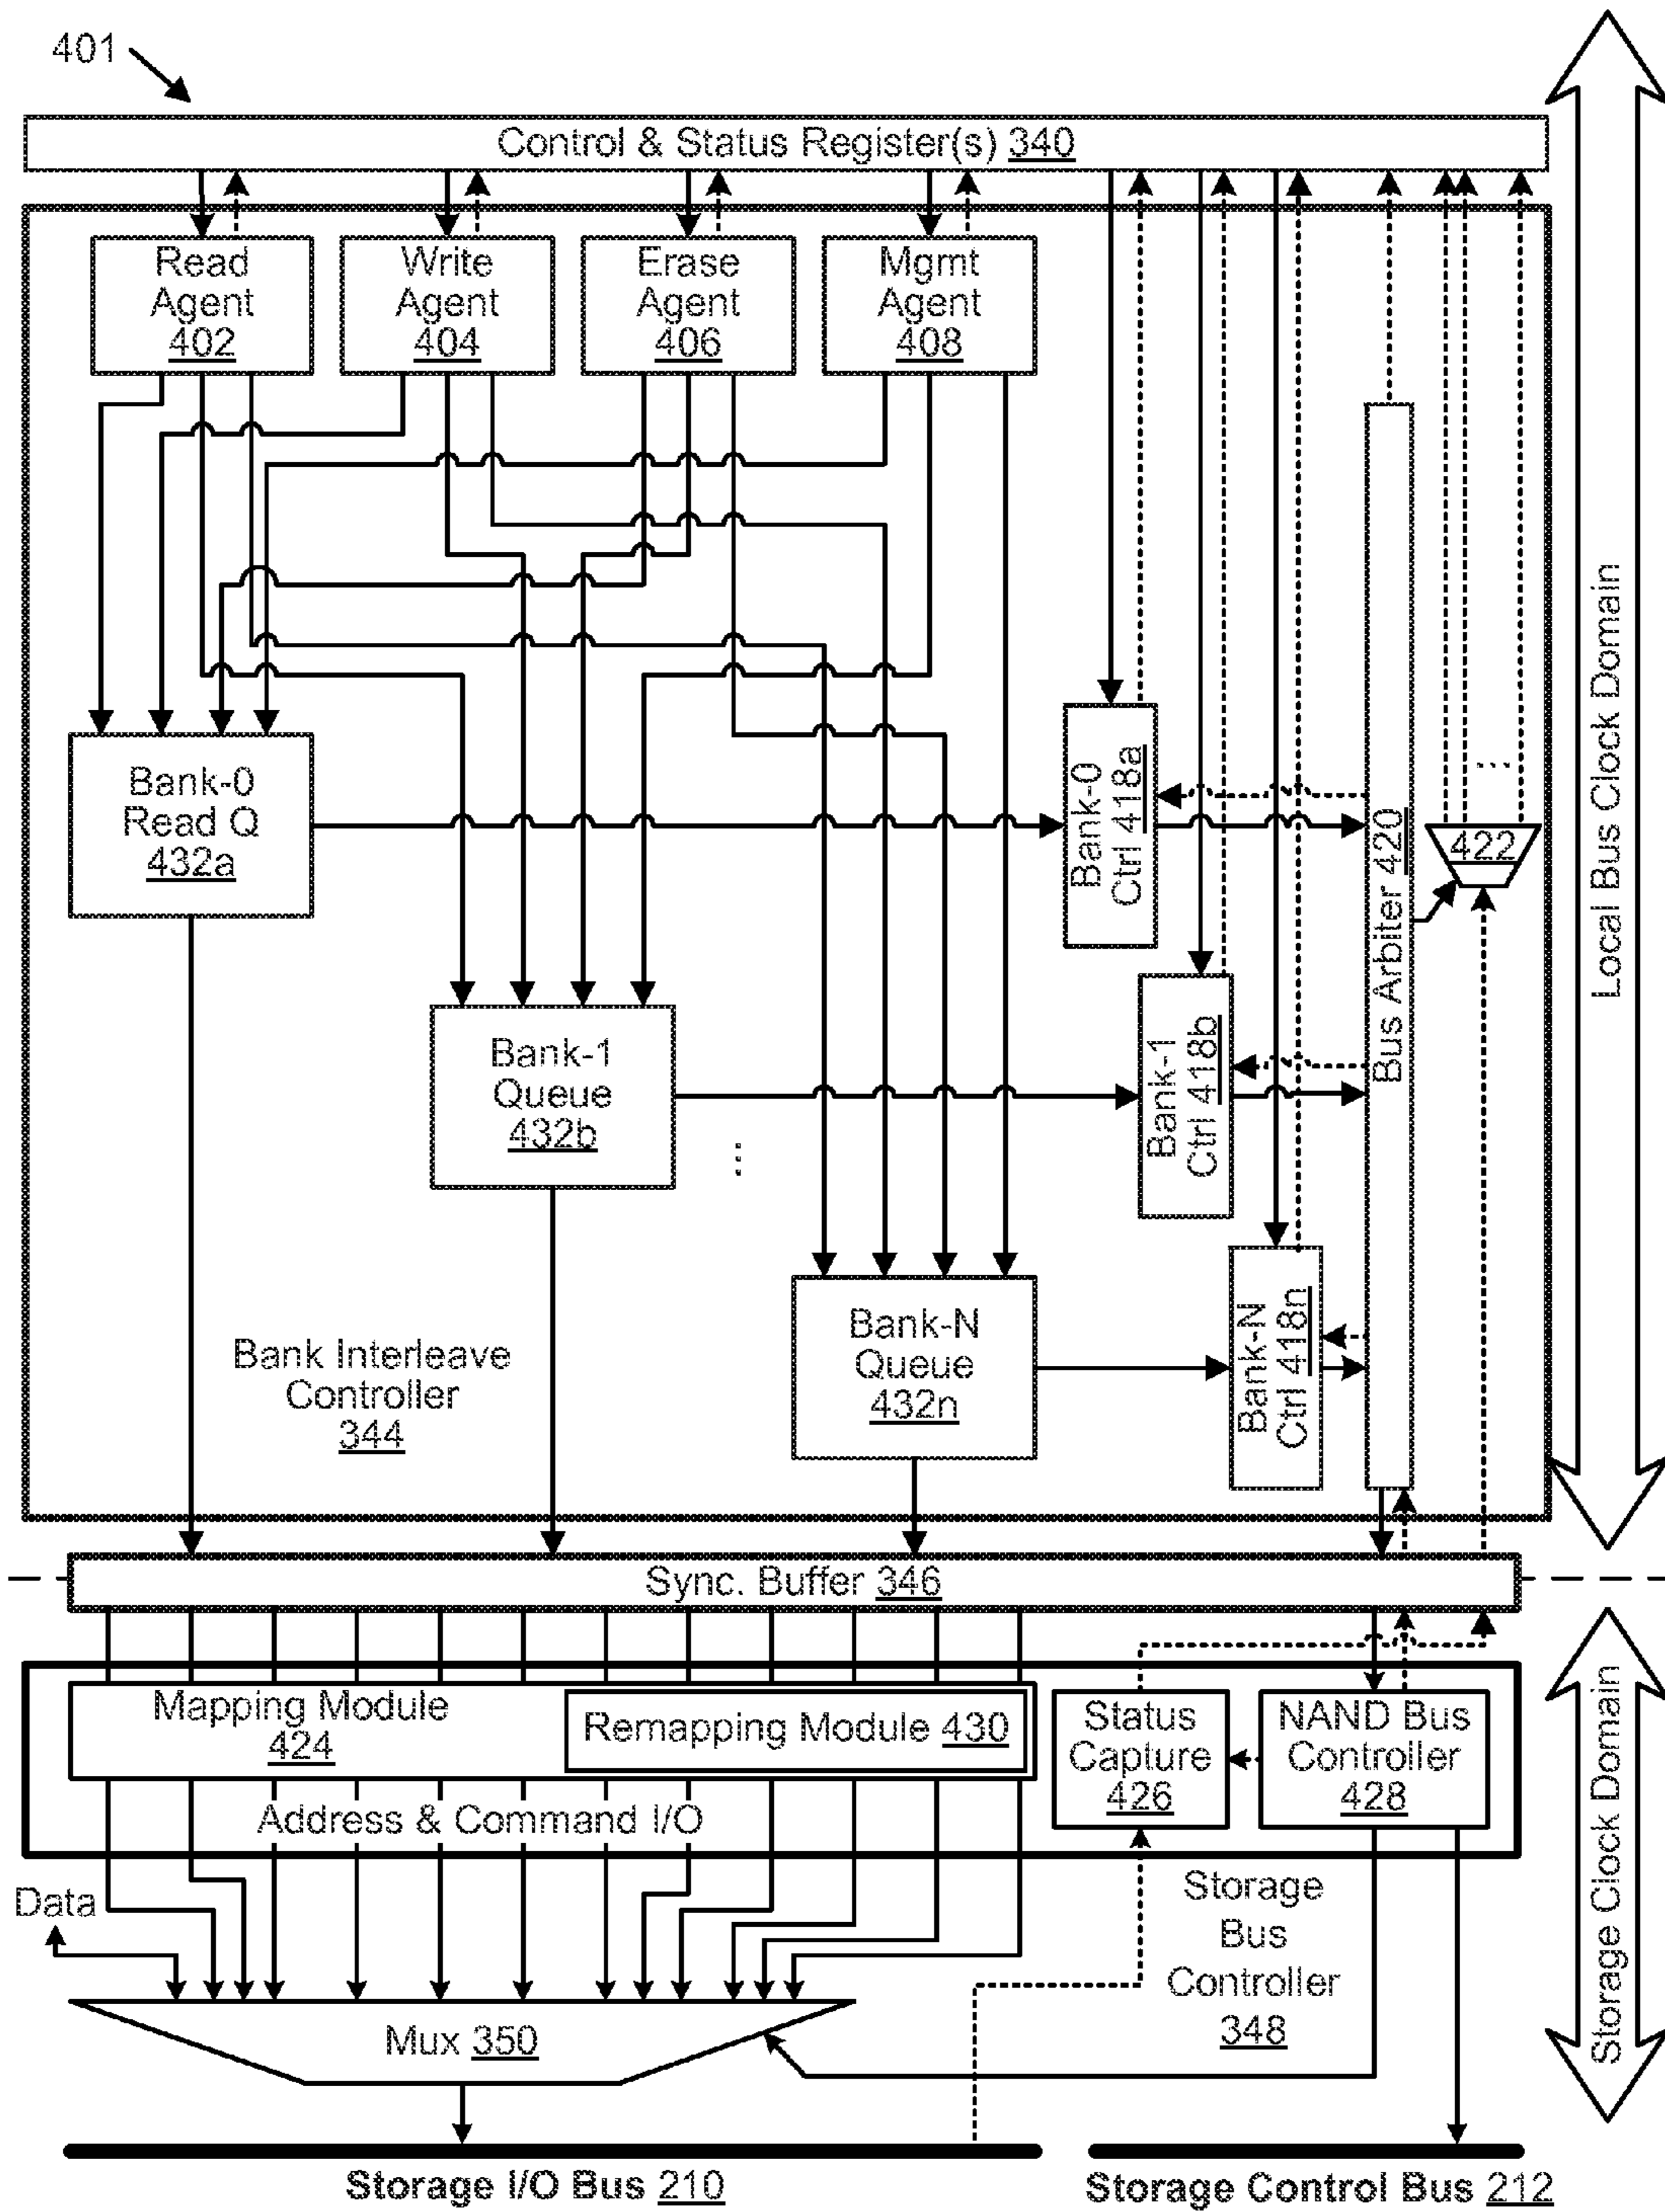 401
Control & Status Register(s) 340
Read
Agent
402
Write
Agent
404
Erase
Agent
406
Mgmt
Agent
408
Bank-0
Read Q
432a
Bank-0
Ctrl 418a
Bus Arbiter 420
422
Local Bus Clock Domain
Bank-1
Queue
432b
...
Bank-1
Ctrl 418b
Bank-N
Queue
432n
Bank-N
Ctrl 418n
Bank Interleave
Controller
344
Sync. Buffer 346
Mapping Module
424
Remapping Module 430
Status
Capture
426
NAND Bus
Controller
428
Address & Command I/O
Storage Clock Domain
Data
Storage
Bus
Controller
348
Mux 350
Storage I/O Bus 210
Storage Control Bus 212